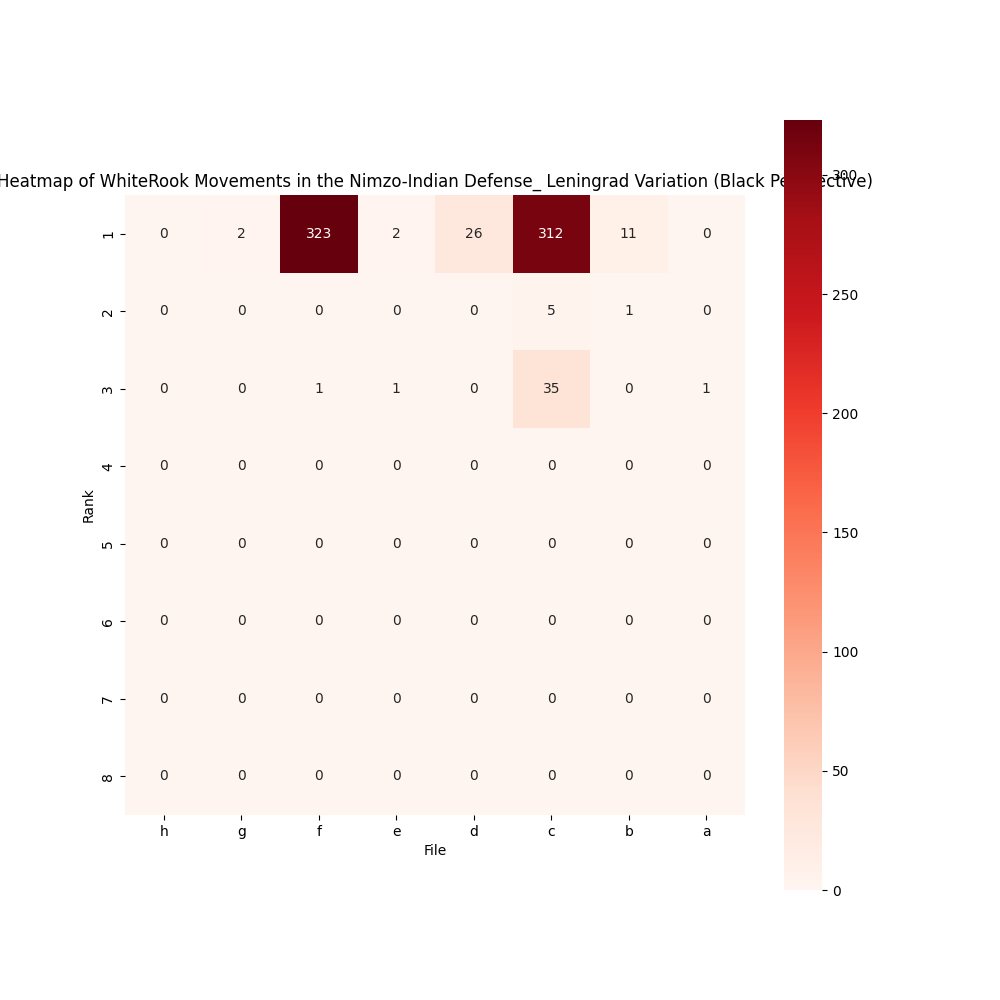 Heatmap of WhiteRook Movements in the Nimzo-Indian Defense_ Leningrad Variation (Black Pe ective)
300
1 0 2 323 2 26 312 11 0
2 0 0 0 0 0 5 1 0
250
3 0 0 1 1 0 35 0 1
200
4 0 0 0 0 0 0 0 0
Rank
5 0 0 0 0 0 0 0 0
150
6 0 0 0 0 0 0 0 0
100
7 0 0 0 0 0 0 0 0
8 0 0 0 0 0 0 0 0
50
h g f e d c b a
File
0